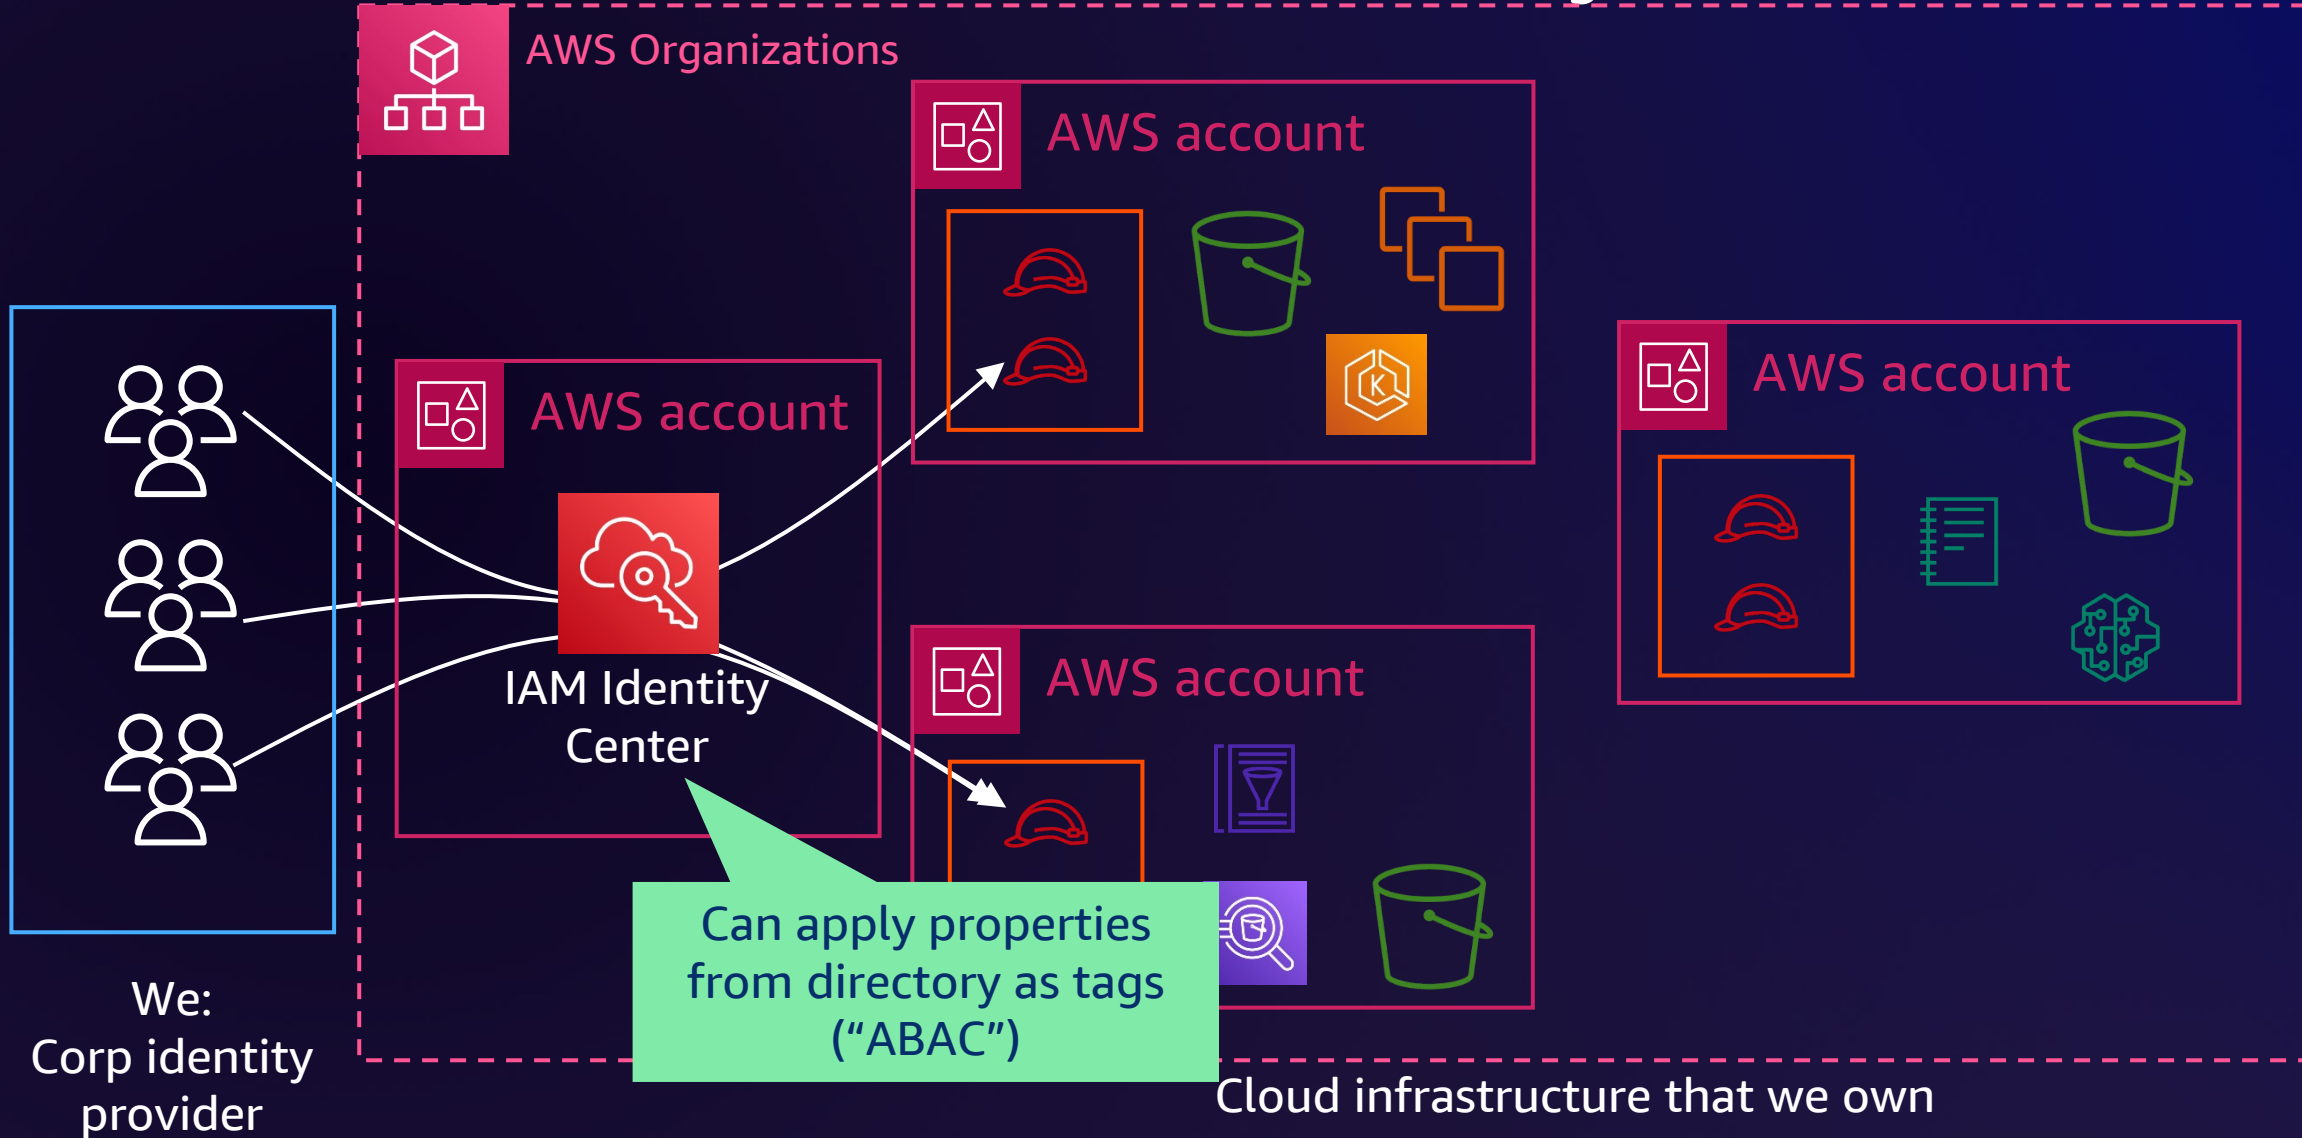 AWS Organizations
AWS account
AWS account
AWS account
K
IAM Identity
Center
AWS account
Can apply properties
from directory as tags
(“ABAC”)
We:
Corp identity
provider
Cloud infrastructure that we own